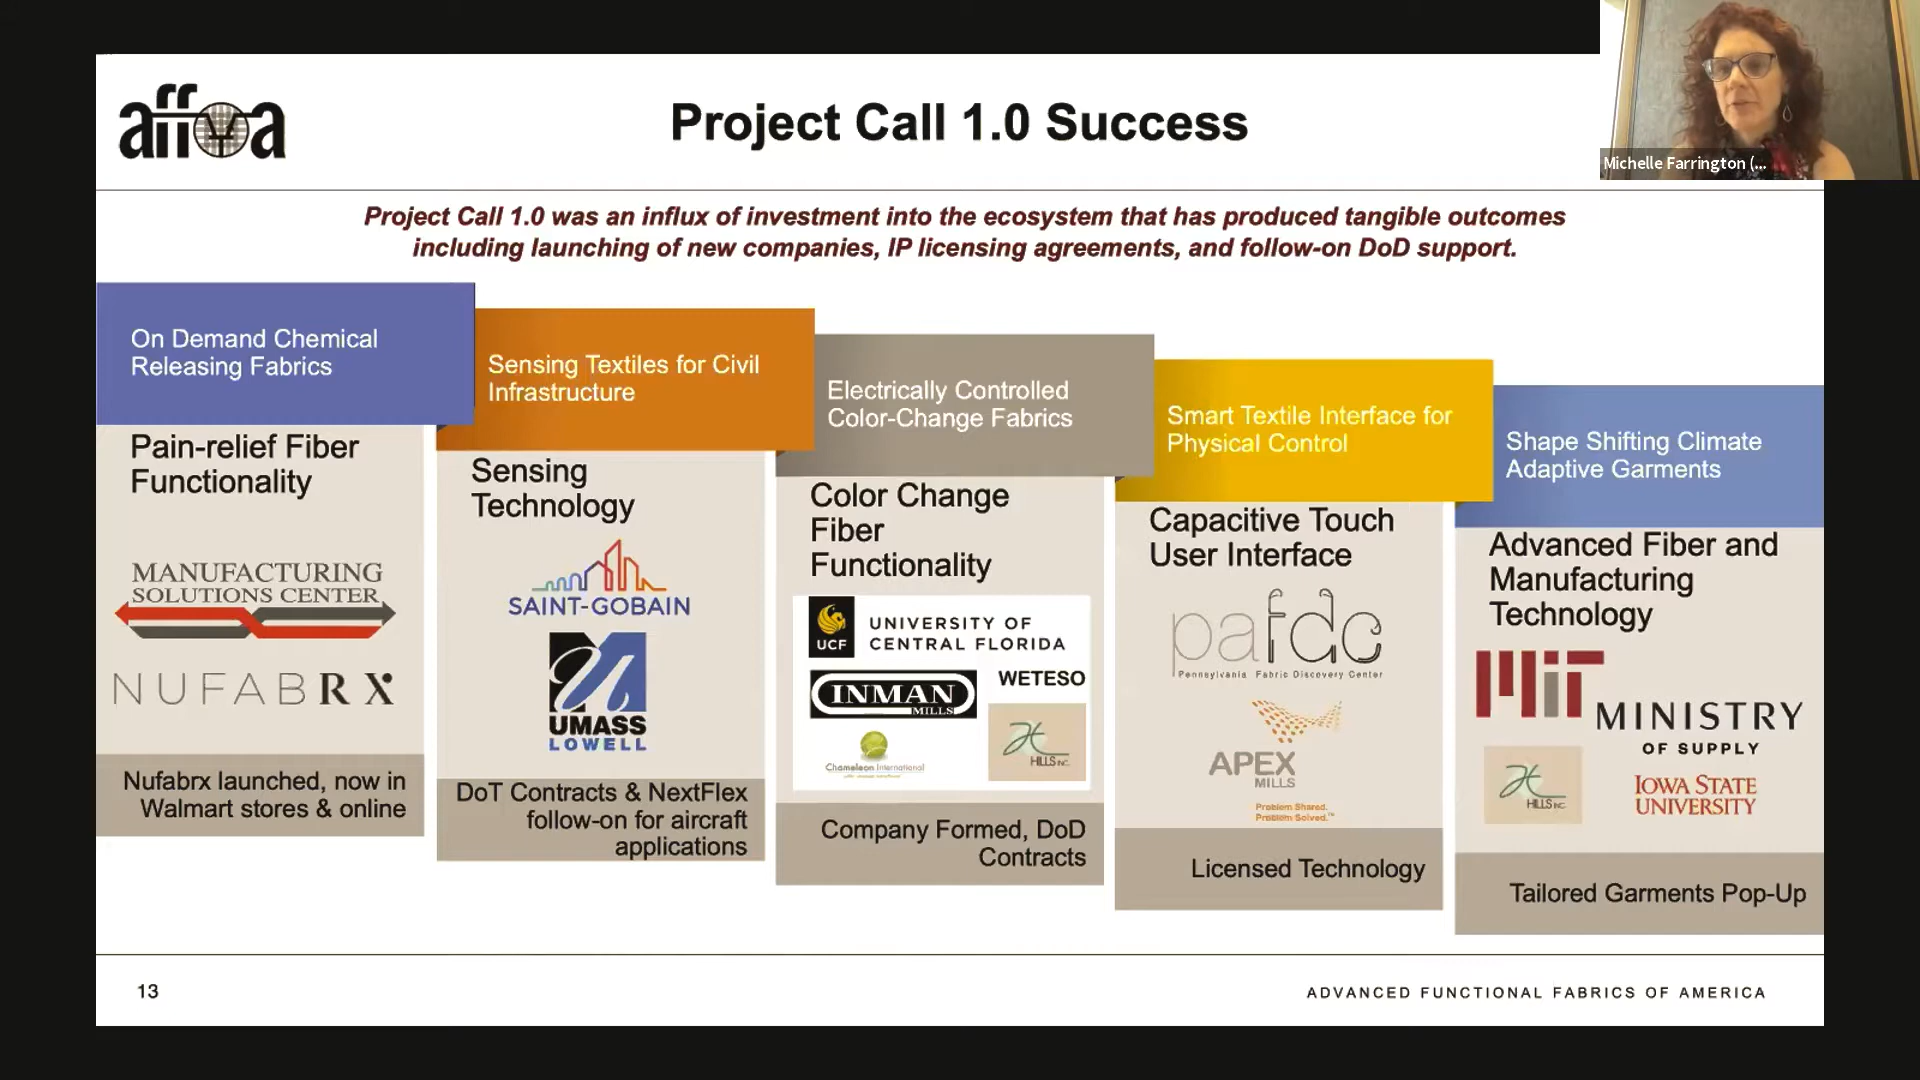 affoa
Project Call 1.0 Success
Michelle Farrington (...
Project Call 1.0 was an influx of investment into the ecosystem that has produced tangible outcomes
including launching of new companies, IP licensing agreements, and follow-on DoD support.
On Demand Chemical
Releasing Fabrics
Pain-relief Fiber
Functionality
MANUFACTURING
SOLUTIONS CENTER
NUFABRX
Nufabrx launched, now in
Walmart stores & online
Sensing Textiles for Civil
Infrastructure
Sensing
Technology
SAINT-GOBAIN
UMASS
LOWELL
DoT Contracts & NextFlex
follow-on for aircraft
applications
Electrically Controlled
Color-Change Fabrics
Color Change
Fiber
Functionality
UCF
UNIVERSITY OF
CENTRAL FLORIDA
INMAN
MILLS
WETESO
Chameleon International
H
HILLS INC.
Company Formed, DoD
Contracts
Smart Textile Interface for
Physical Control
Capacitive Touch
User Interface
pafdc
Pennsylvania Fabric Discovery Center
APEX
MILLS
Problem Shared.
Problem Solved.™
Licensed Technology
Shape Shifting Climate
Adaptive Garments
Advanced Fiber and
Manufacturing
Technology
MIT
MINISTRY
OF SUPPLY
H
HILLS INC
IOWA STATE
UNIVERSITY
Tailored Garments Pop-Up
13
ADVANCED FUNCTIONAL FABRICS OF AMERICA